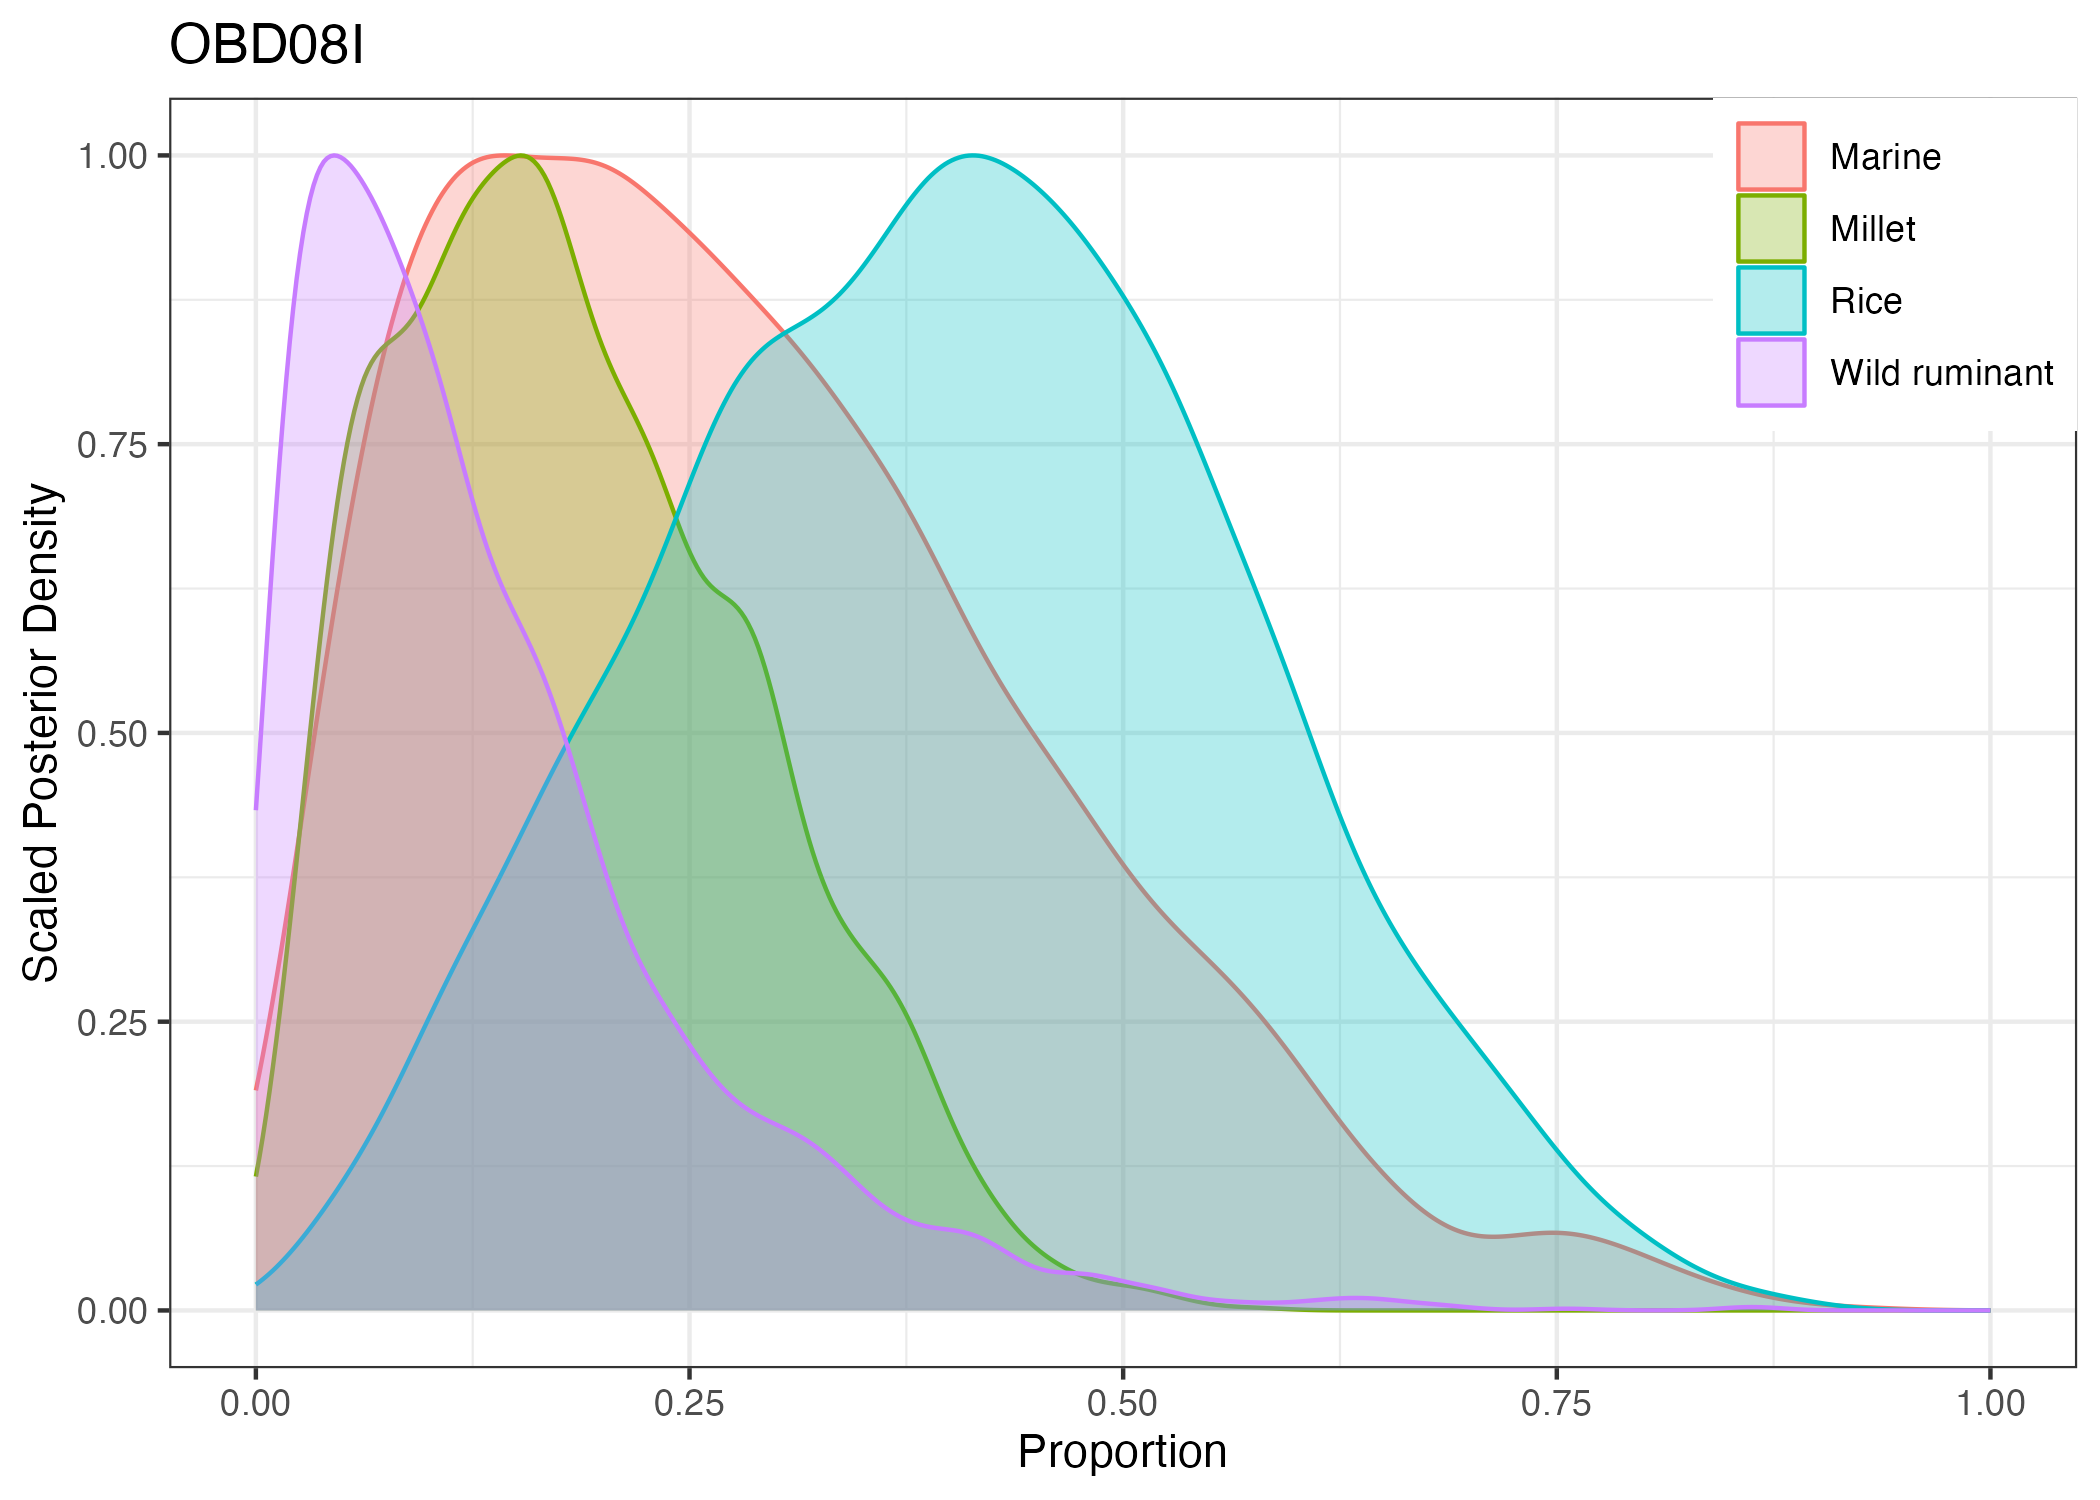 OBD08I
Marine
Millet
Rice
Wild ruminant
Scaled Posterior Density
1.00
0.75
0.50
0.25
0.00
0.00 0.25 0.50 0.75 1.00
Proportion